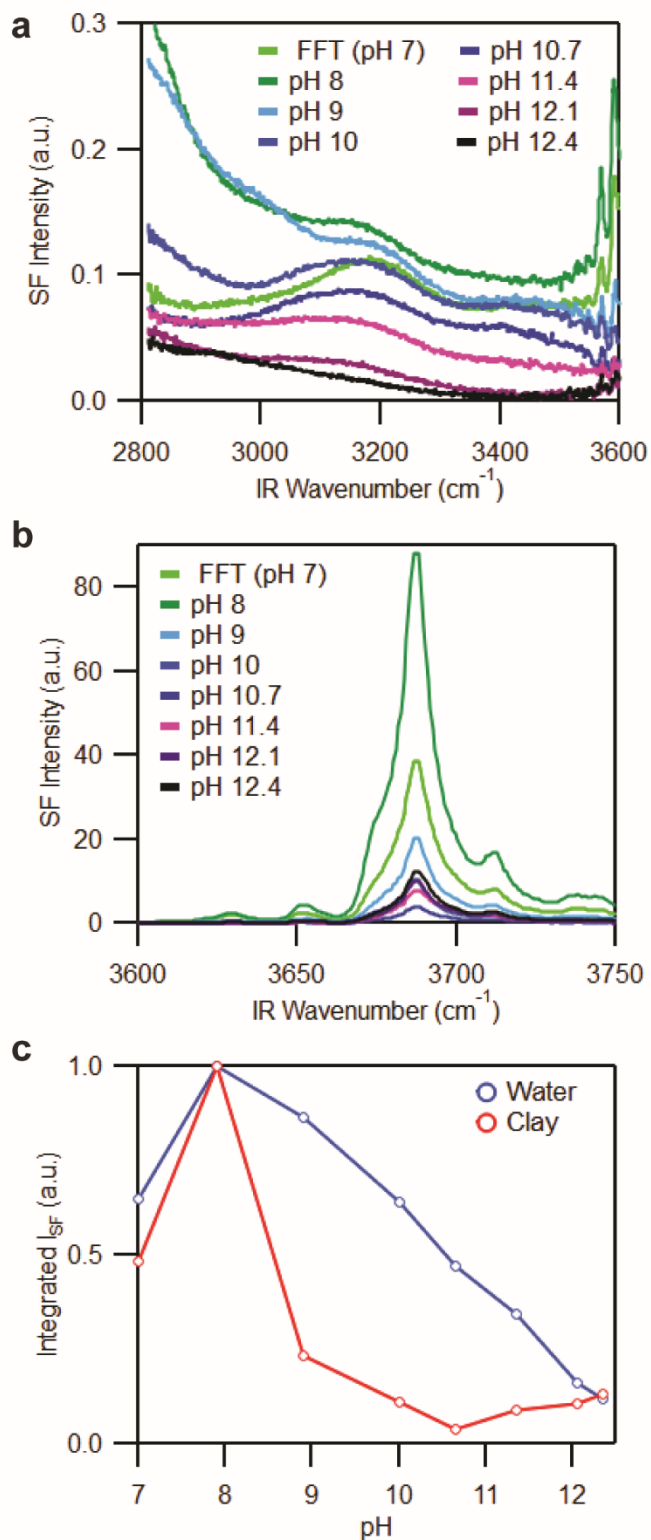 a
SF Intensity (a.u.)
0.3
0.2
0.1
0.0
FFT (pH 7)
pH 8
pH 9
pH 10
pH 10.7
pH 11.4
pH 12.1
pH 12.4
2800 3000 3200 3400 3600
IR Wavenumber (cm⁻¹)
b
SF Intensity (a.u.)
80
60
40
20
0
FFT (pH 7)
pH 8
pH 9
pH 10
pH 10.7
pH 11.4
pH 12.1
pH 12.4
3600 3650 3700 3750
IR Wavenumber (cm⁻¹)
c
Integrated I_SF (a.u.)
1.0
0.5
0.0
Water
Clay
7 8 9 10 11 12
pH